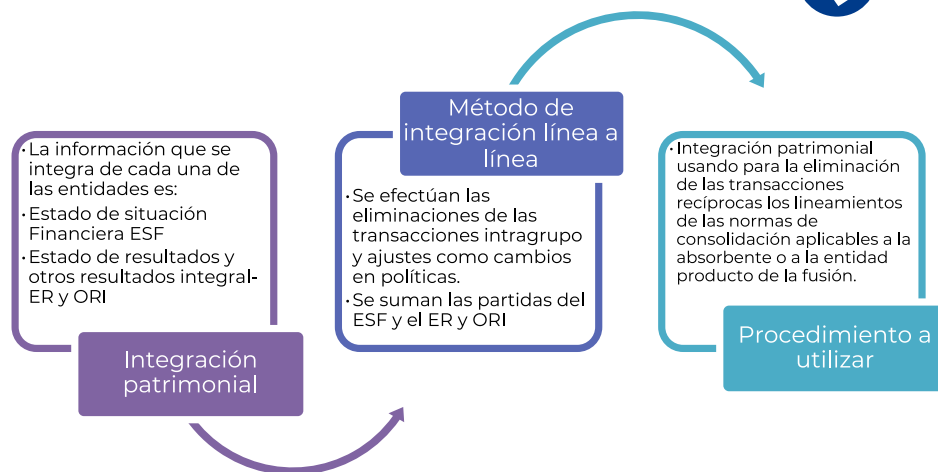 · La información que se
integra de cada una de
las entidades es:
· Estado de situación
Financiera ESF
· Estado de resultados y
otros resultados integral-
ER y ORI
Integración
patrimonial
Método de
integración línea a
línea
· Se efectúan las
eliminaciones de las
transacciones intragrupo
y ajustes como cambios
en políticas.
· Se suman las partidas del
ESF y el ER y ORI
· Integración patrimonial
usando para la eliminación
de las transacciones
recíprocas los lineamientos
de las normas de
consolidación aplicables a la
absorbente o a la entidad
producto de la fusión.
Procedimiento a
utilizar